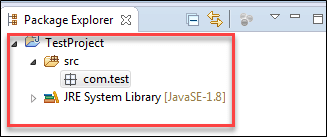 Package Explorer
TestProject
src
com.test
JRE System Library [JavaSE-1.8]